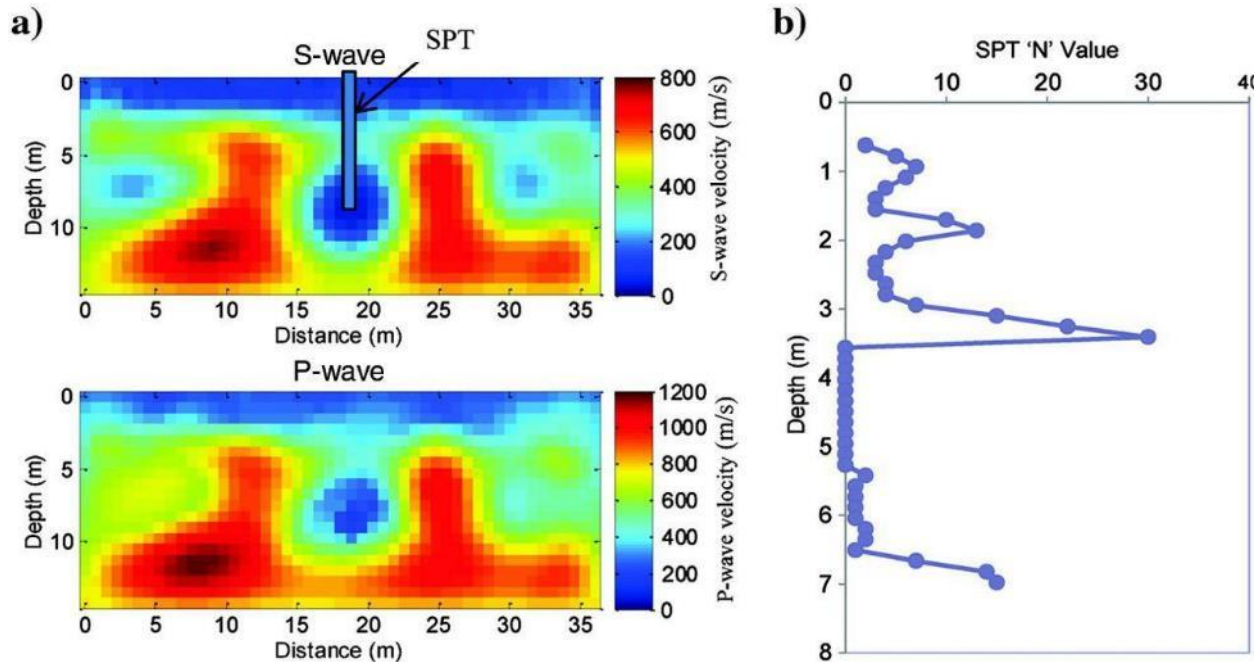 a)
S-wave
SPT
0
5
10
Depth (m)
0 5 10 15 20 25 30 35
Distance (m)
800
600
400
200
0
S-wave velocity (m/s)
P-wave
0
5
10
Depth (m)
0 5 10 15 20 25 30 35
Distance (m)
1200
1000
800
600
400
200
0
P-wave velocity (m/s)
b)
SPT ‘N’ Value
0 10 20 30 40
0
1
2
3
4
5
6
7
8
Depth (m)